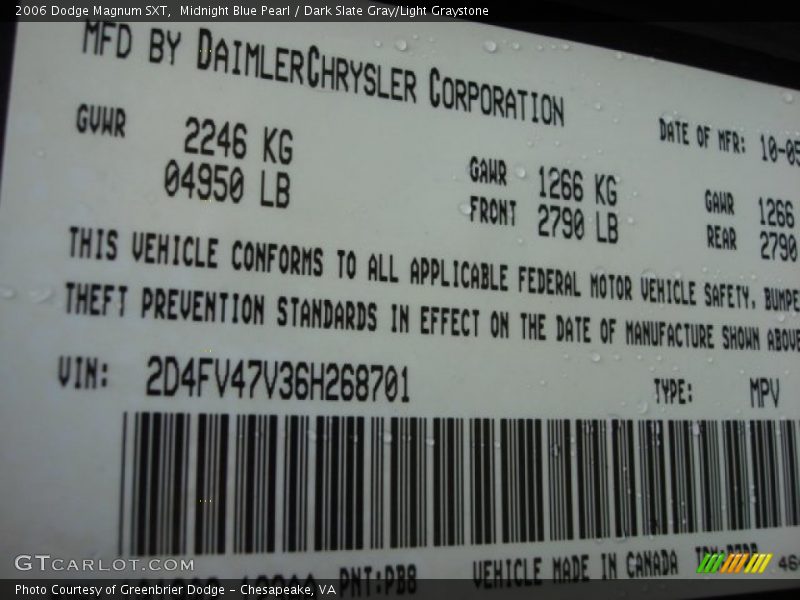 2006 Dodge Magnum SXT,  Midnight Blue Pearl / Dark Slate Gray/Light Graystone
MFD BY DAIMLERCHRYSLER CORPORATION
DATE OF MFR: 10-05
GVWR 2246 KG
04950 LB
GAWR 1266 KG
FRONT 2790 LB
GAWR 1266
REAR 2790
THIS VEHICLE CONFORMS TO ALL APPLICABLE FEDERAL MOTOR VEHICLE SAFETY, BUMPE
THEFT PREVENTION STANDARDS IN EFFECT ON THE DATE OF MANUFACTURE SHOWN ABOVE
VIN: 2D4FV47V36H268701
TYPE: MPV
PNT:PB8
VEHICLE MADE IN CANADA
GTCARLOT.COM
Photo Courtesy of Greenbrier Dodge - Chesapeake, VA